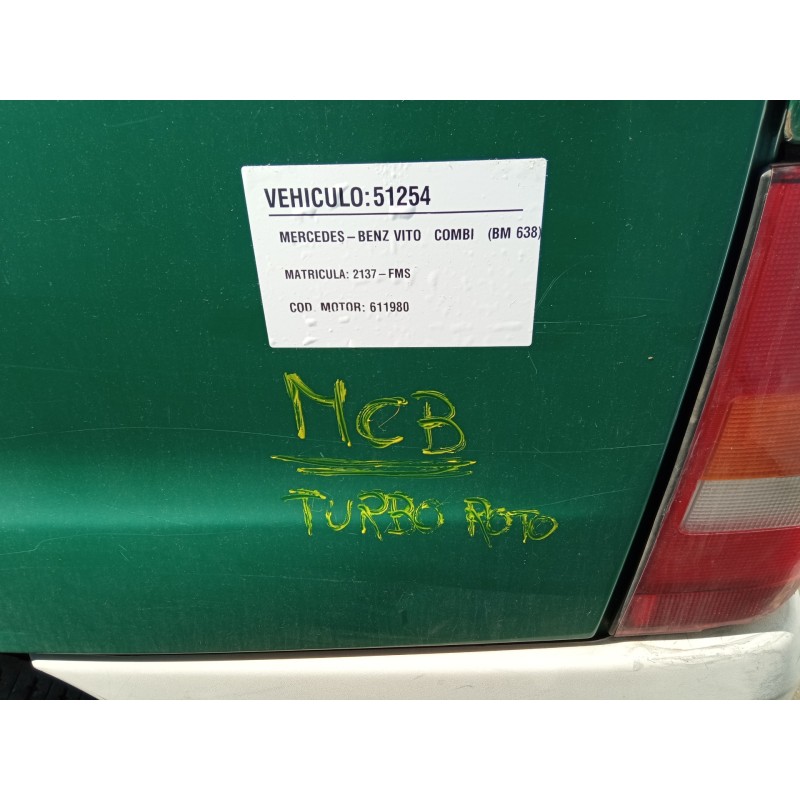 VEHICULO:51254
MERCEDES-BENZ VITO COMBI (BM 638)
MATRICULA: 2137-FMS
COD. MOTOR: 611980
MCB
TURBO ROTO